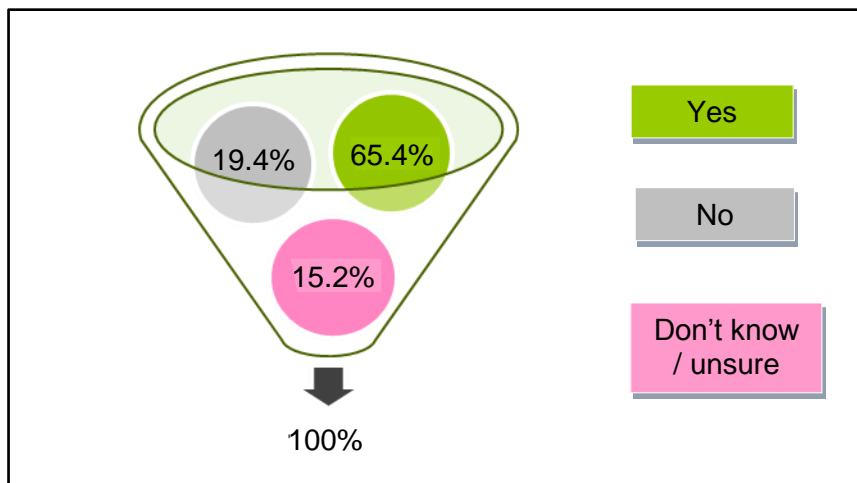 19.4%
65.4%
15.2%
100%
Yes
No
Don't know
/ unsure